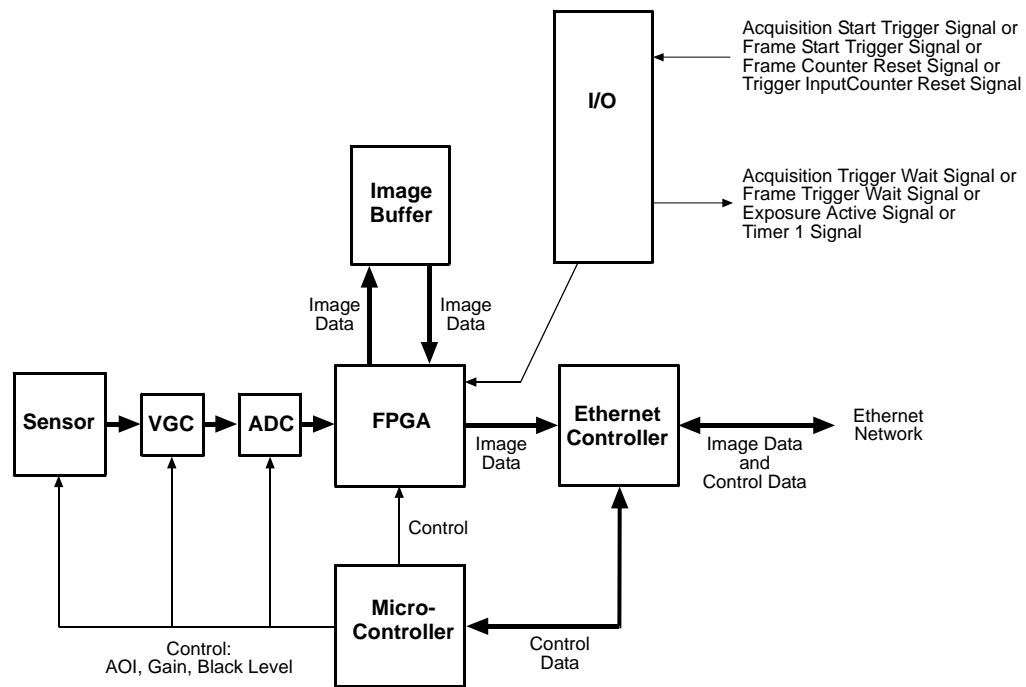 Acquisition Start Trigger Signal or
Frame Start Trigger Signal or
Frame Counter Reset Signal or
Trigger InputCounter Reset Signal
I/O
Image
Buffer
Acquisition Trigger Wait Signal or
Frame Trigger Wait Signal or
Exposure Active Signal or
Timer 1 Signal
Image
Data
Image
Data
Sensor
VGC
ADC
FPGA
Image
Data
Ethernet
Controller
Image Data
and
Control Data
Ethernet
Network
Control
Micro-
Controller
Control:
AOI, Gain, Black Level
Control
Data